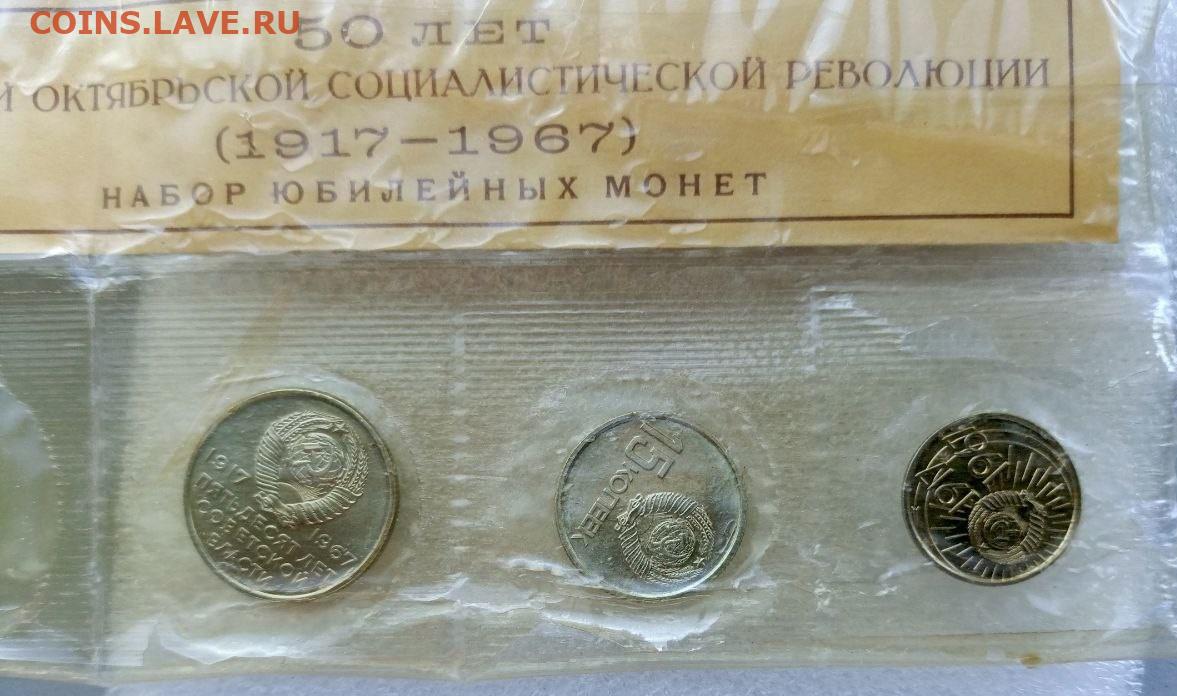 COINS.LAVE.RU
50 ЛЕТ
Й ОКТЯБРЬСКОЙ СОЦИАЛИСТИЧЕСКОЙ РЕВОЛЮЦИИ
(1917–1967)
НАБОР ЮБИЛЕЙНЫХ МОНЕТ
1917
1967
ПЯТЬДЕСЯТ ЛЕТ
СОВЕТСКОЙ
ВЛАСТИ
15
КОПЕЕК